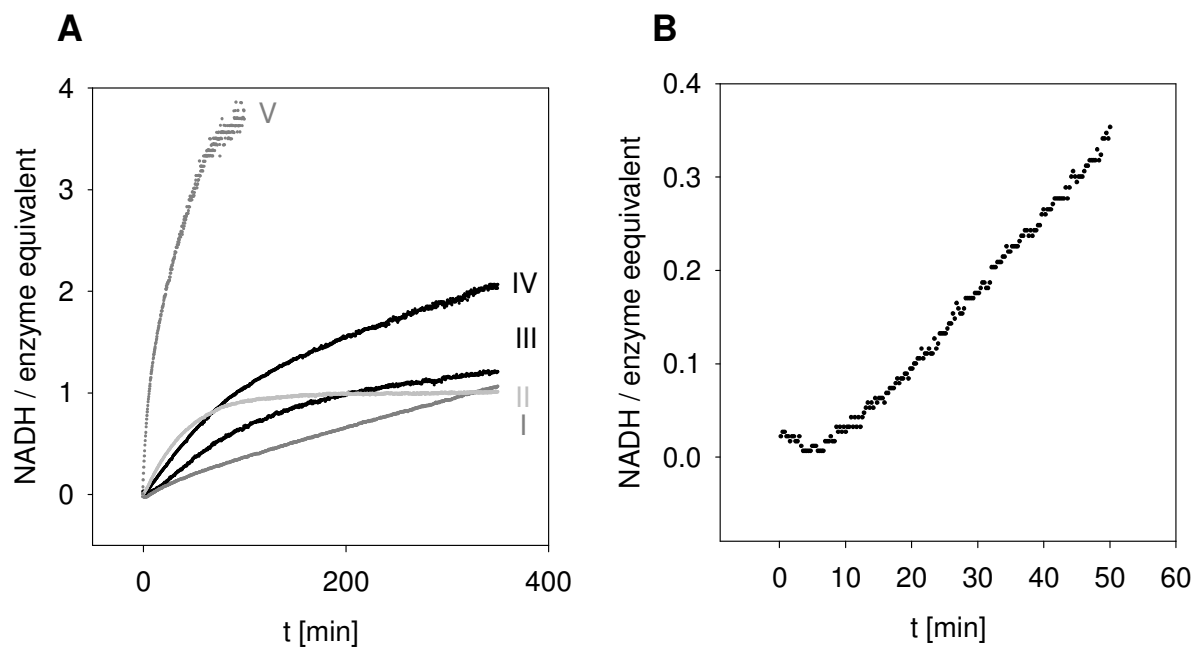 A
B
4
3
2
1
0
NADH / enzyme equivalent
V
IV
III
II
I
0
200
400
t [min]
0.4
0.3
0.2
0.1
0.0
NADH / enzyme eequivalent
0
10
20
30
40
50
60
t [min]